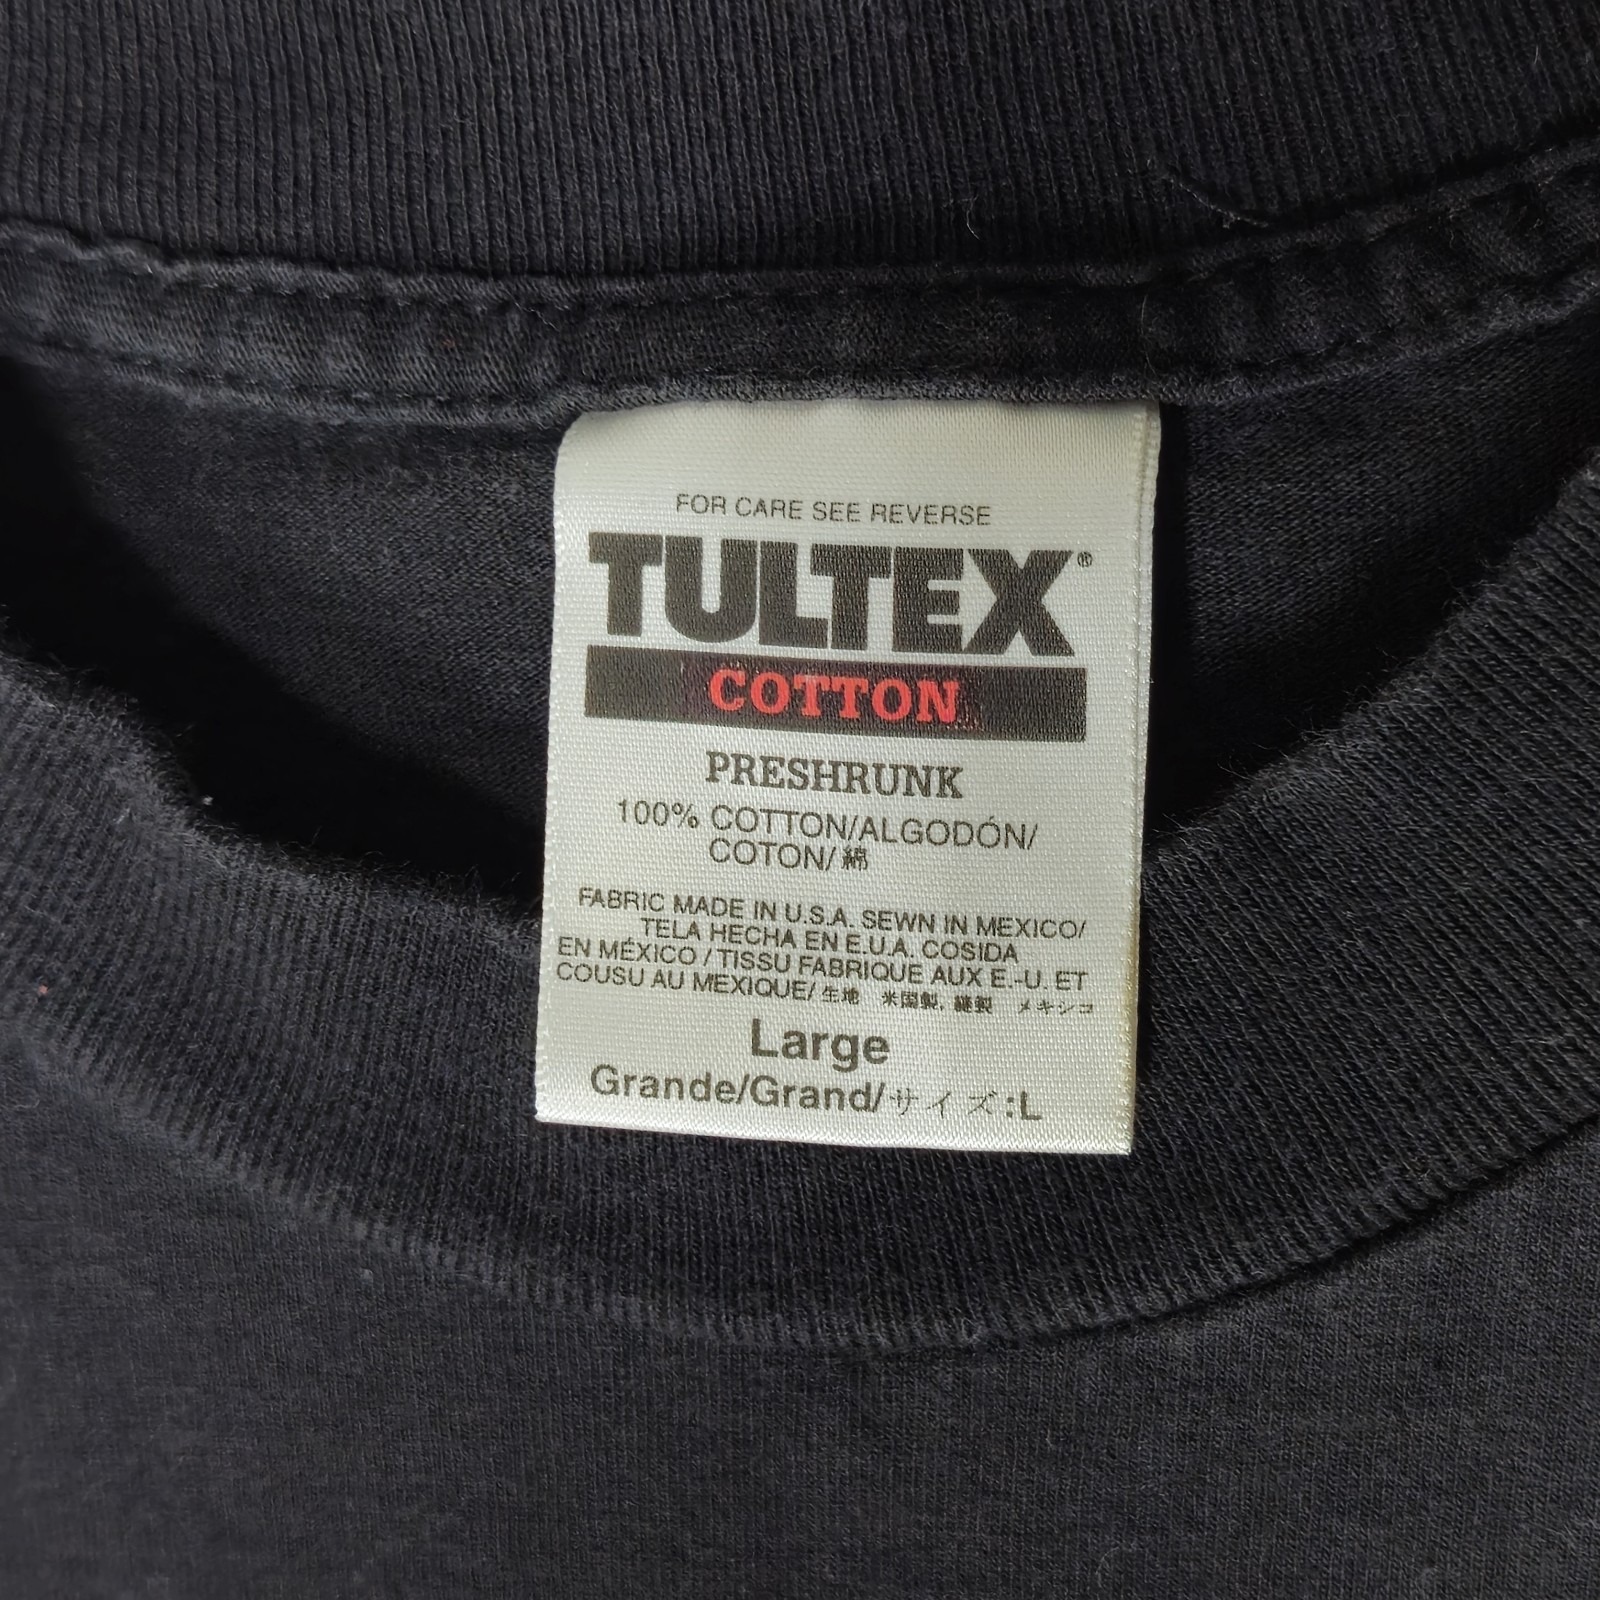 FOR CARE SEE REVERSE
TULTEX®
COTTON
PRESHRUNK
100% COTTON/ALGODÓN/
COTON/ 綿
FABRIC MADE IN U.S.A. SEWN IN MEXICO/
TELA HECHA EN E.U.A. COSIDA
EN MÉXICO / TISSU FABRIQUE AUX E.-U. ET
COUSU AU MEXIQUE/ 生地 米国製, 縫製 メキシコ
Large
Grande/Grand/サイズ:L